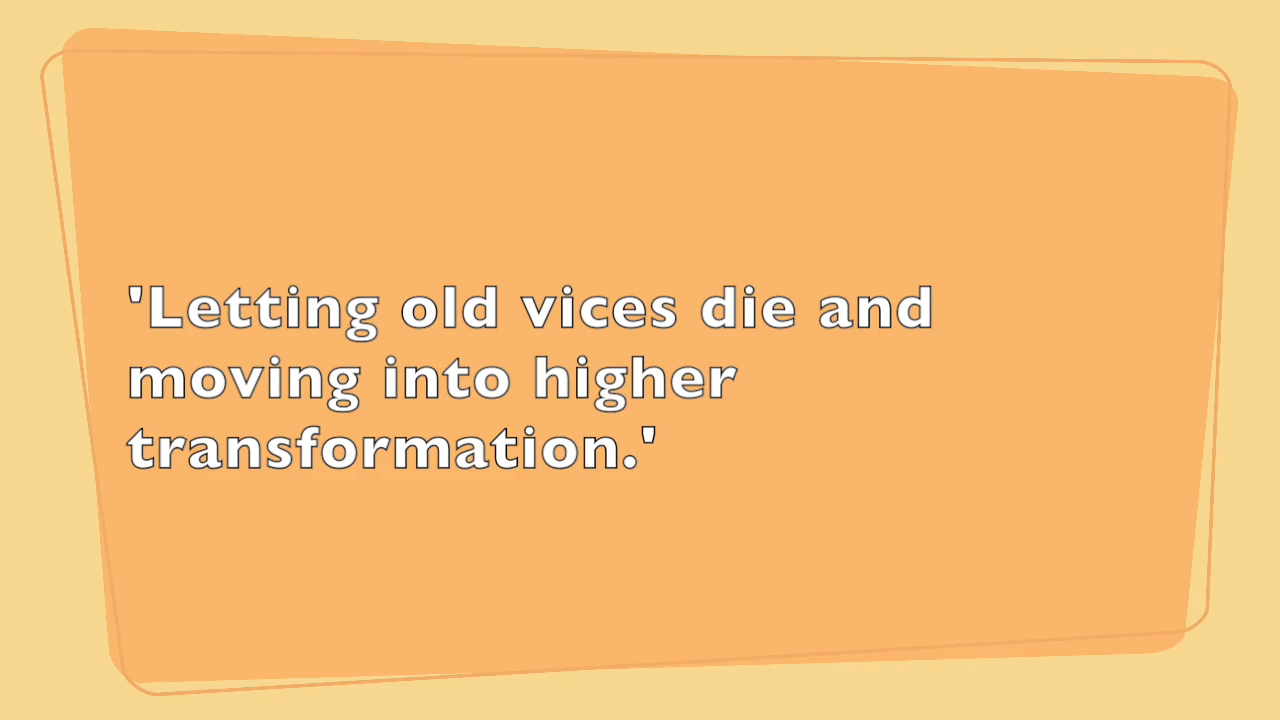 'Letting old vices die and
moving into higher
transformation.'